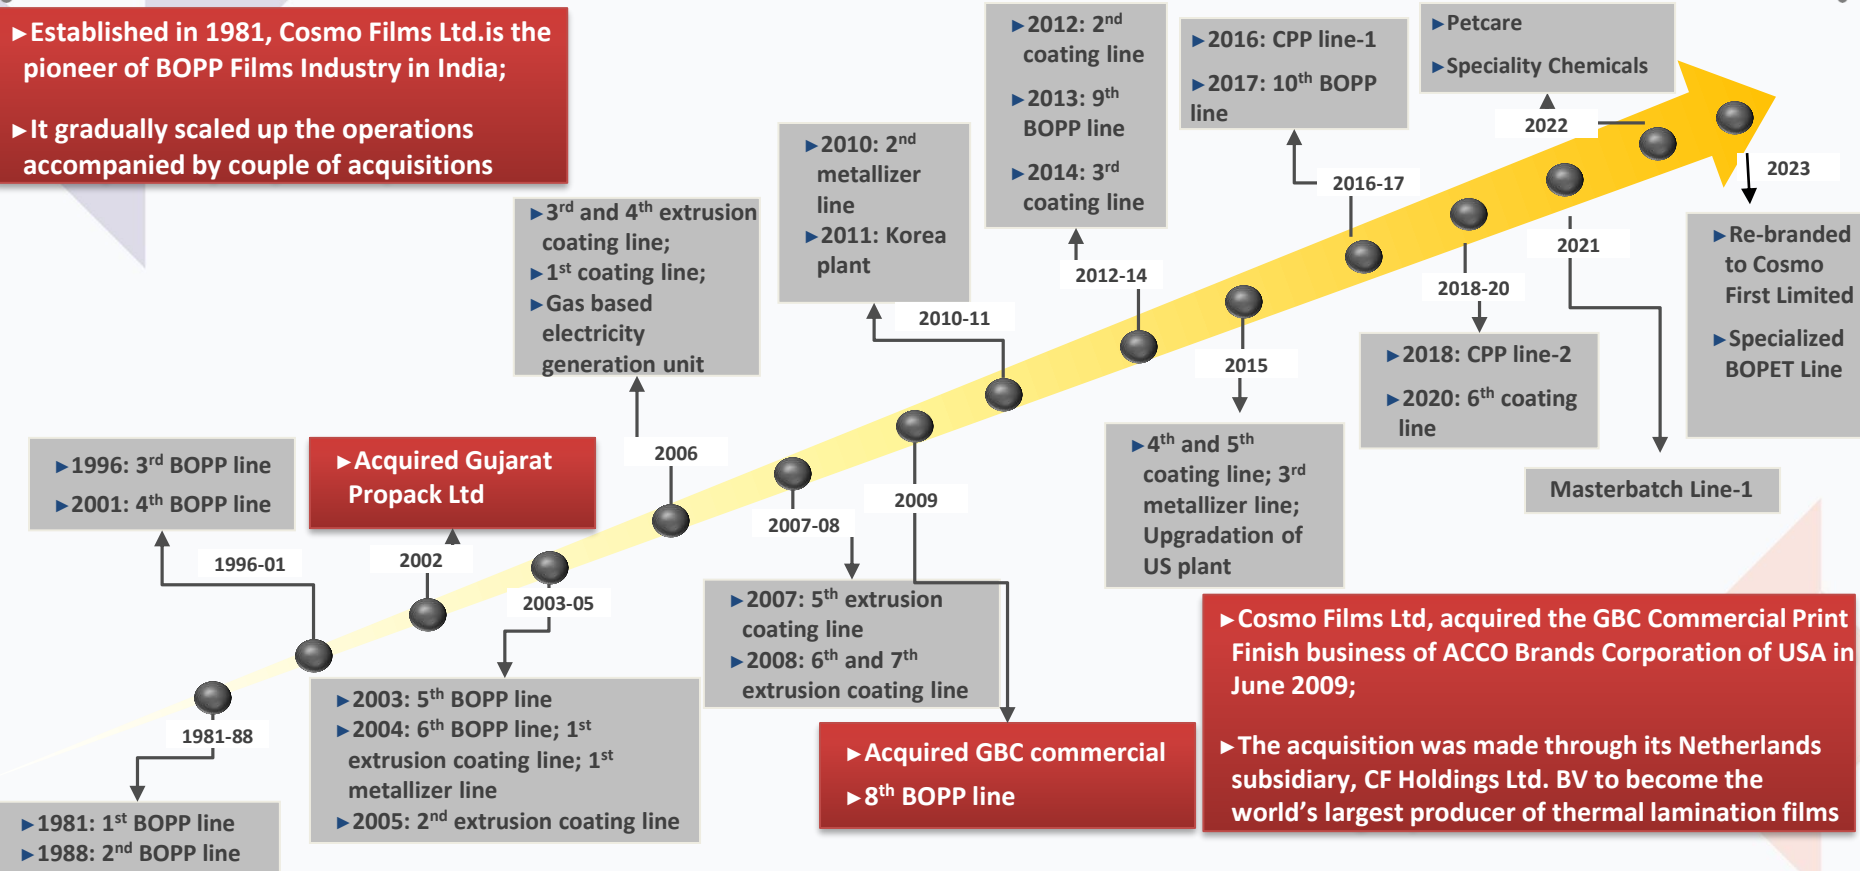 ►Established in 1981, Cosmo Films Ltd.is the
pioneer of BOPP Films Industry in India;
►It gradually scaled up the operations
accompanied by couple of acquisitions
►1981: 1st BOPP line
►1988: 2nd BOPP line
1981-88
►1996: 3rd BOPP line
►2001: 4th BOPP line
1996-01
►Acquired Gujarat
Propack Ltd
2002
2003-05
►2003: 5th BOPP line
►2004: 6th BOPP line; 1st
extrusion coating line; 1st
metallizer line
►2005: 2nd extrusion coating line
►3rd and 4th extrusion
coating line;
►1st coating line;
►Gas based
electricity
generation unit
2006
2007-08
►2007: 5th extrusion
coating line
►2008: 6th and 7th
extrusion coating line
2009
►Acquired GBC commercial
►8th BOPP line
►2010: 2nd
metallizer
line
►2011: Korea
plant
2010-11
►2012: 2nd
coating line
►2013: 9th
BOPP line
►2014: 3rd
coating line
2012-14
2015
►4th and 5th
coating line; 3rd
metallizer line;
Upgradation of
US plant
►2016: CPP line-1
►2017: 10th BOPP
line
2016-17
2018-20
►2018: CPP line-2
►2020: 6th coating
line
2021
Masterbatch Line-1
►Petcare
►Speciality Chemicals
2022
2023
►Re-branded
to Cosmo
First Limited
►Specialized
BOPET Line
►Cosmo Films Ltd, acquired the GBC Commercial Print
Finish business of ACCO Brands Corporation of USA in
June 2009;
►The acquisition was made through its Netherlands
subsidiary, CF Holdings Ltd. BV to become the
world's largest producer of thermal lamination films